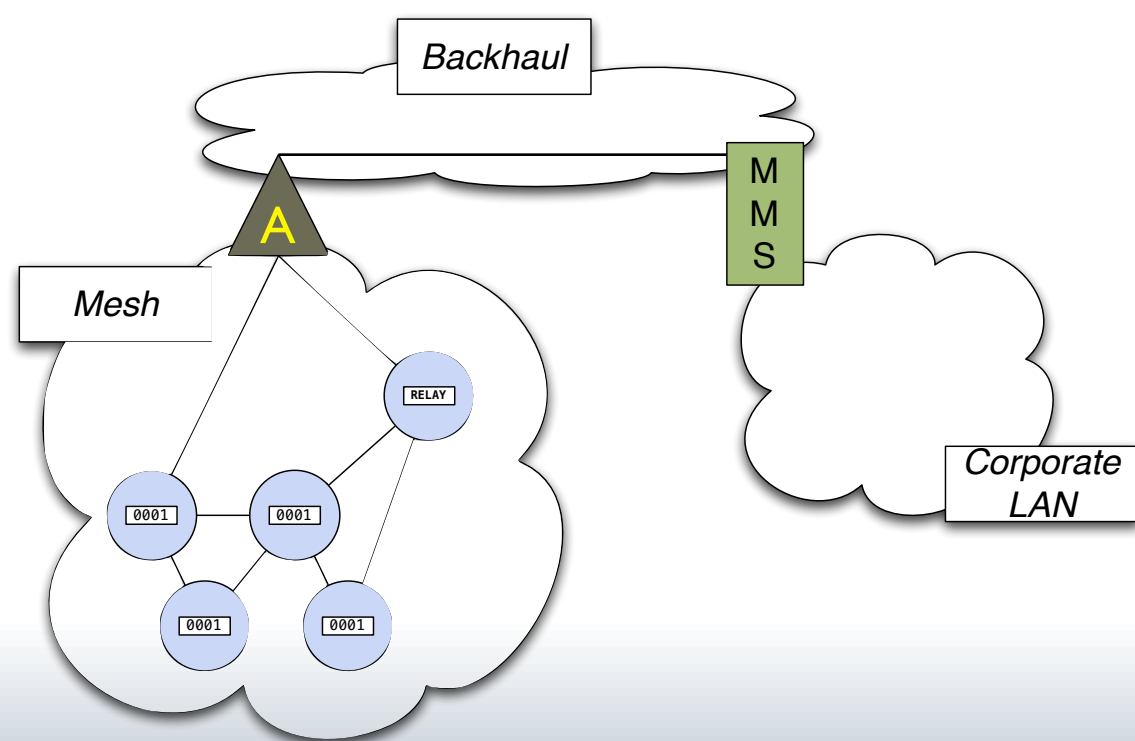 Backhaul
M
M
S
A
Mesh
RELAY
0001
0001
0001
0001
Corporate
LAN